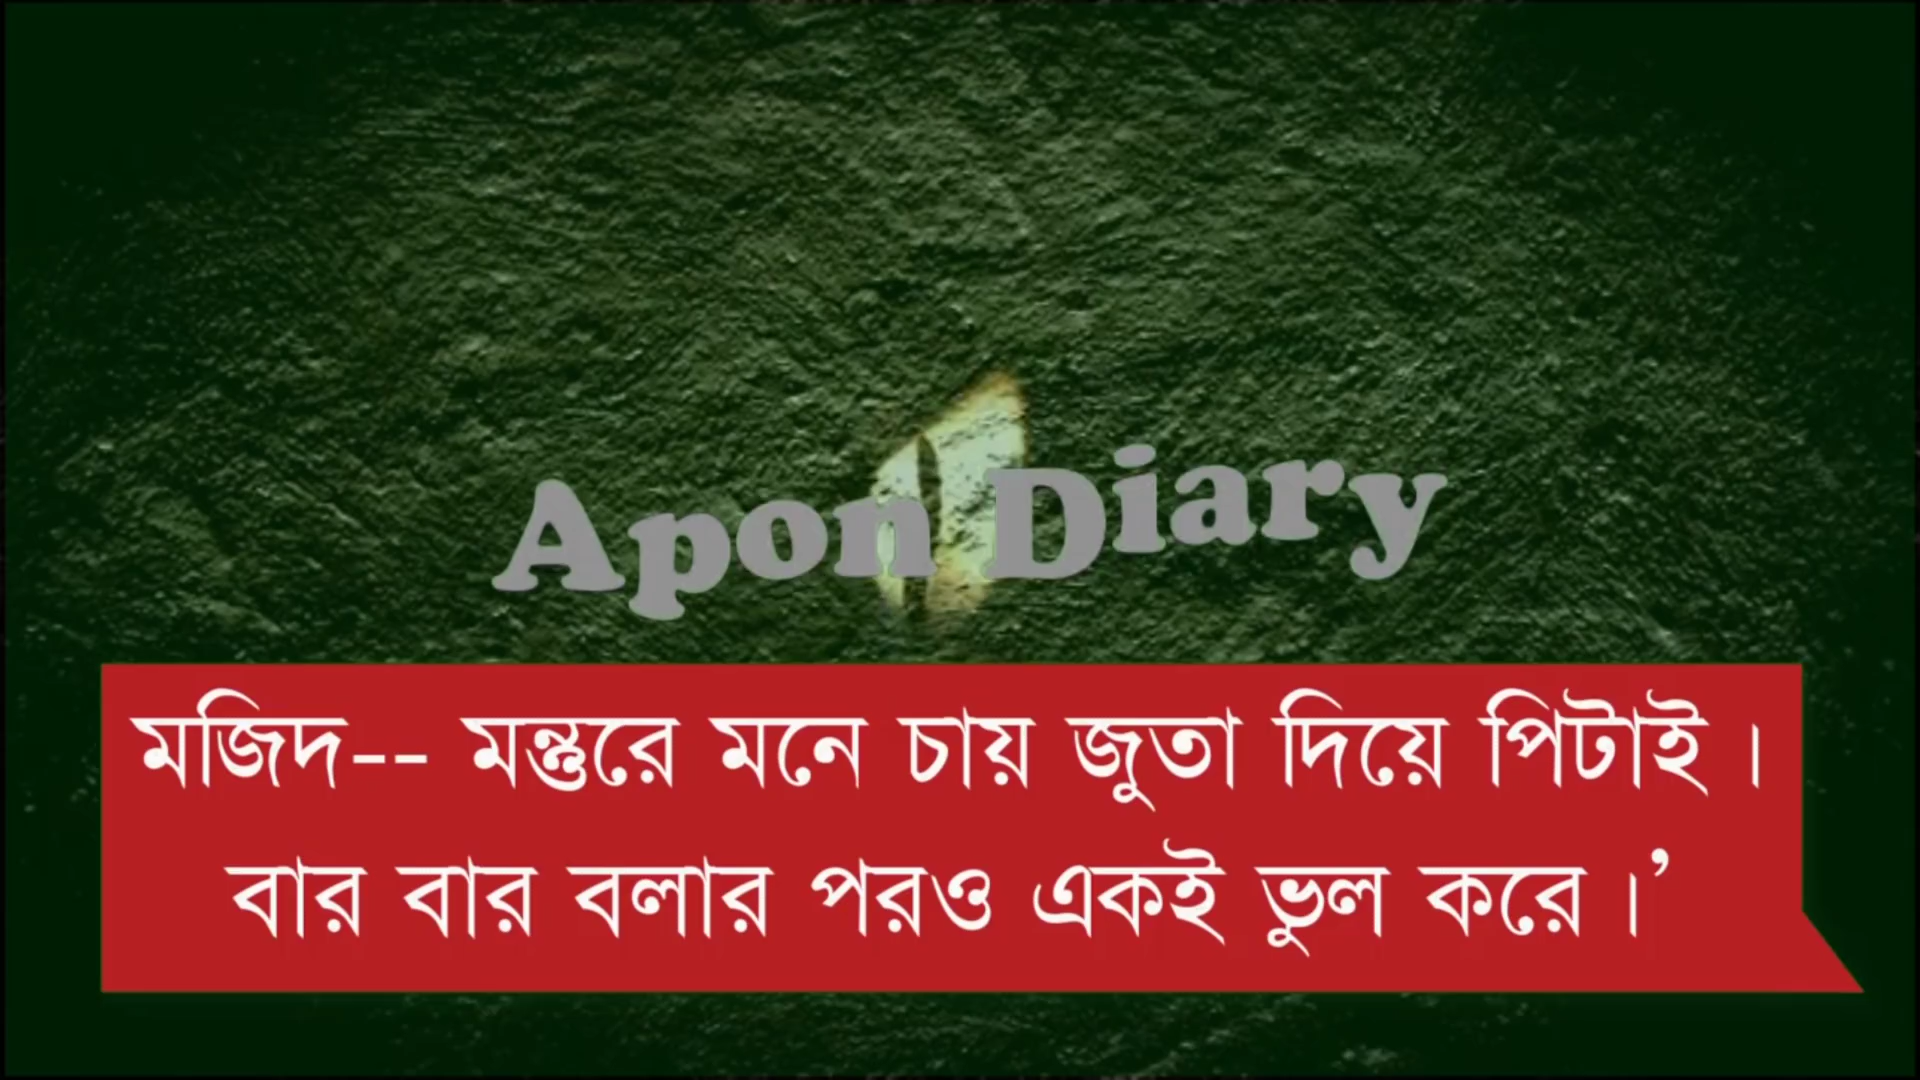 Apon Diary
মজিদ-- মন্তুরে মনে চায় জুতা দিয়ে পিটাই।
বার বার বলার পরও একই ভুল করে।’